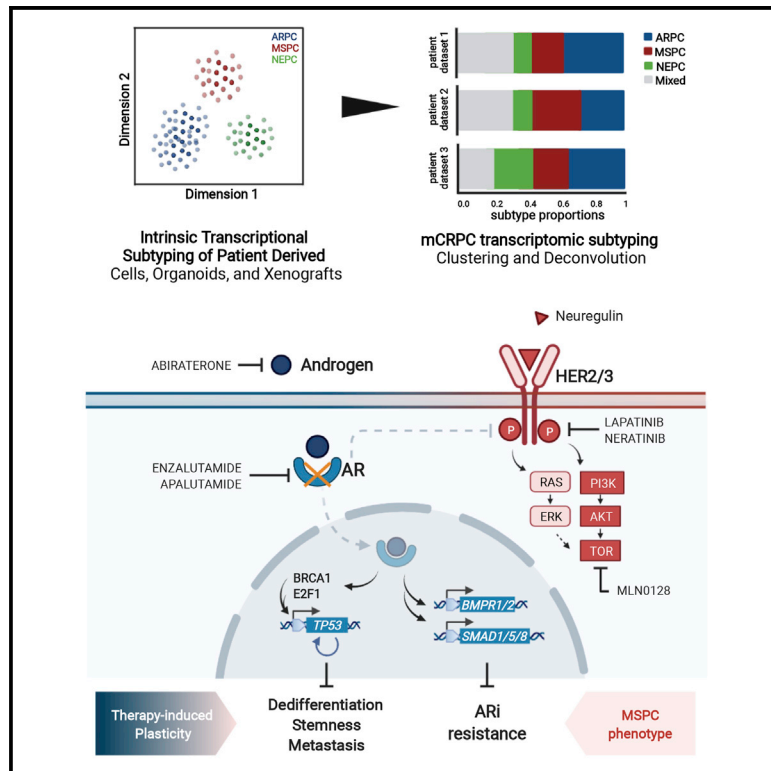 ARPC
MSPC
NEPC
Dimension 2
Dimension 1
Intrinsic Transcriptional
Subtyping of Patient Derived
Cells, Organoids, and Xenografts
patient
dataset 1
patient
dataset 2
patient
dataset 3
ARPC
MSPC
NEPC
Mixed
0.0 0.2 0.4 0.6 0.8 1
subtype proportions
mCRPC transcriptomic subtyping
Clustering and Deconvolution
Neuregulin
ABIRATERONE
Androgen
HER2/3
P
P
LAPATINIB
NERATINIB
ENZALUTAMIDE
APALUTAMIDE
AR
RAS
PI3K
ERK
AKT
TOR
MLN0128
BRCA1
E2F1
TP53
BMPR1/2
SMAD1/5/8
Therapy-induced
Plasticity
Dedifferentiation
Stemness
Metastasis
ARi
resistance
MSPC
phenotype